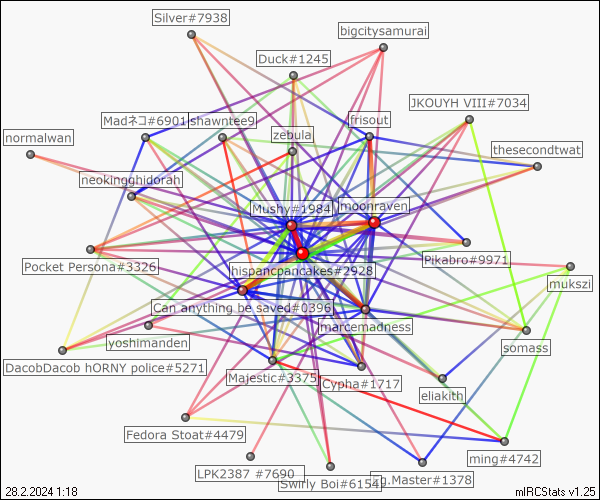 Silver#7938
bigcitysamurai
Duck#1245
JKOUYH VIII#7034
Madネコ#6901
shawntee9
frisout
zebula
normalwan
thesecondtwat
neokingghidorah
Mushy#1984
moonraven
Pocket Persona#3326
hispancpancakes#2928
Pikabro#9971
mukszi
Can anything be saved#0396
marcemadness
yoshimanden
somass
DacobDacob hORNY police#5271
Majestic#3375
Cypha#1717
eliakith
Fedora Stoat#4479
ming#4742
LPK2387 #7690
Swirly Boi#6154
g.Master#1378
28.2.2024 1:18
mIRCStats v1.25